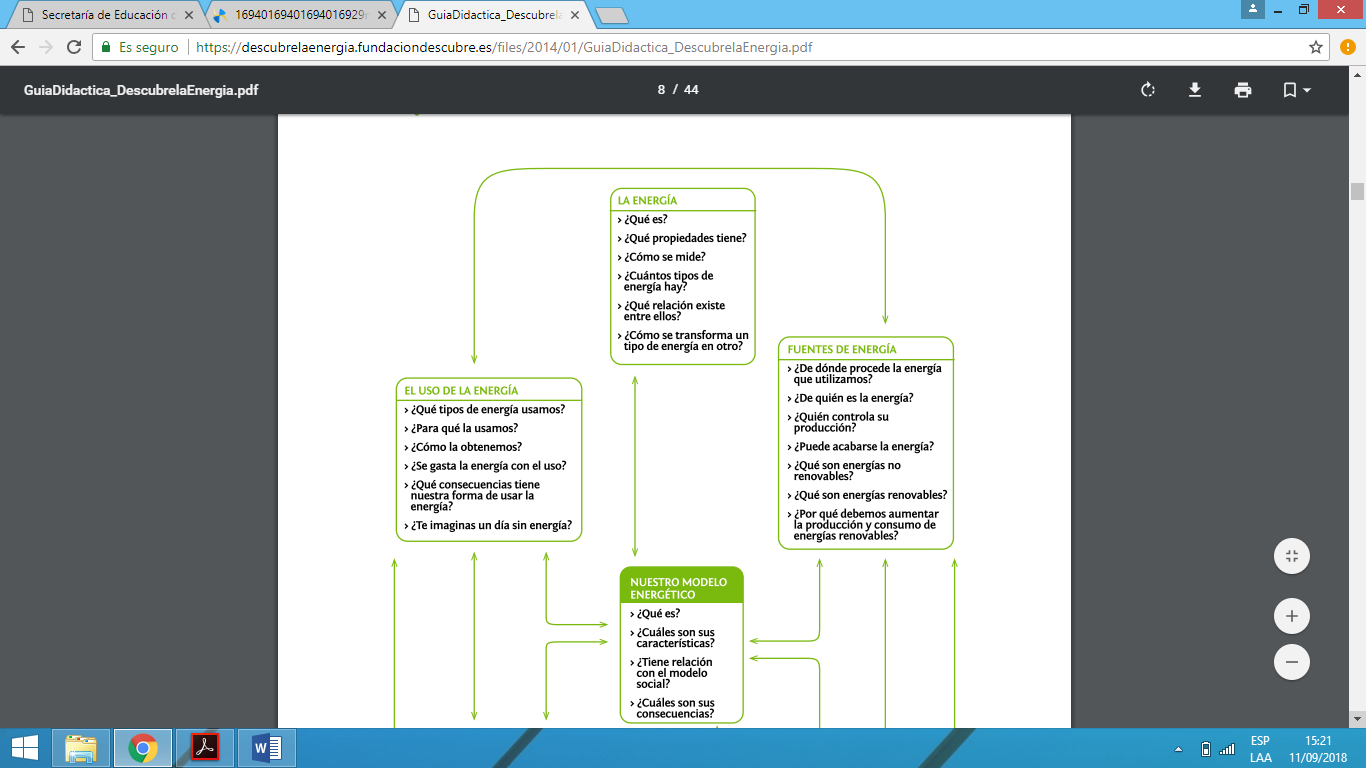 Secretaría de Educación
16940169401694016929
GuiaDidactica_Descubrela
Es seguro
https://descubrelaenergia.fundaciondescubre.es/files/2014/01/GuiaDidactica_DescubrelaEnergia.pdf
GuiaDidactica_DescubrelaEnergia.pdf
8 / 44
LA ENERGÍA
› ¿Qué es?
› ¿Qué propiedades tiene?
› ¿Cómo se mide?
› ¿Cuántos tipos de
energía hay?
› ¿Qué relación existe
entre ellos?
› ¿Cómo se transforma un
tipo de energía en otro?
EL USO DE LA ENERGÍA
› ¿Qué tipos de energía usamos?
› ¿Para qué la usamos?
› ¿Cómo la obtenemos?
› ¿Se gasta la energía con el uso?
› ¿Qué consecuencias tiene
nuestra forma de usar la
energía?
› ¿Te imaginas un día sin energía?
FUENTES DE ENERGÍA
› ¿De dónde procede la energía
que utilizamos?
› ¿De quién es la energía?
› ¿Quién controla su
producción?
› ¿Puede acabarse la energía?
› ¿Qué son energías no
renovables?
› ¿Qué son energías renovables?
› ¿Por qué debemos aumentar
la producción y consumo de
energías renovables?
NUESTRO MODELO
ENERGÉTICO
› ¿Qué es?
› ¿Cuáles son sus
características?
› ¿Tiene relación
con el modelo
social?
› ¿Cuáles son sus
consecuencias?
ESP
LAA
15:21
11/09/2018